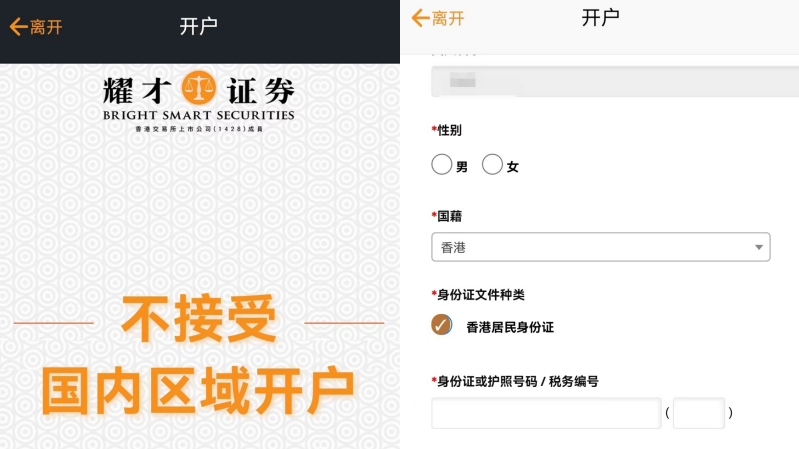 离开
开户
耀才证券
BRIGHT SMART SECURITIES
香港交易所上市公司(1428)成員
不接受
国内区域开户
离开
开户
*性别
男 女
*国藉
香港
*身份证文件种类
香港居民身份证
*身份证或护照号码 / 税务编号
( )